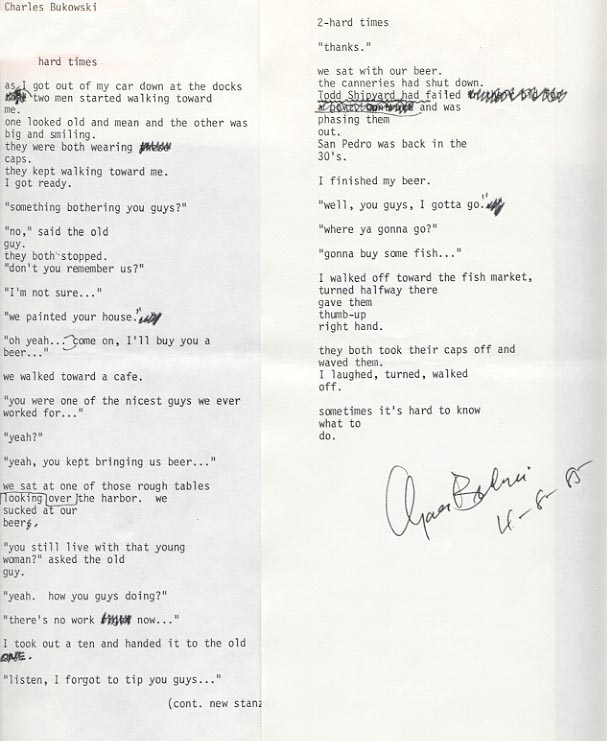 Charles Bukowski
hard times
as I got out of my car down at the docks
two men started walking toward
me.
one looked old and mean and the other was
big and smiling.
they were both wearing
caps.
they kept walking toward me.
I got ready.
"something bothering you guys?"
"no," said the old
guy.
they both stopped.
"don't you remember us?"
"I'm not sure..."
"we painted your house."
"oh yeah... come on, I'll buy you a
beer..."
we walked toward a cafe.
"you were one of the nicest guys we ever
worked for..."
"yeah?"
"yeah, you kept bringing us beer..."
we sat at one of those rough tables
looking over the harbor. we
sucked at our
beers.
"you still live with that young
woman?" asked the old
guy.
"yeah. how you guys doing?"
"there's no work now..."
I took out a ten and handed it to the old
ONE.
"listen, I forgot to tip you guys..."
(cont. new stanz
2-hard times
"thanks."
we sat with our beer.
the canneries had shut down.
Todd Shipyard had failed
and was
phasing them
out.
San Pedro was back in the
30's.
I finished my beer.
"well, you guys, I gotta go."
"where ya gonna go?"
"gonna buy some fish..."
I walked off toward the fish market,
turned halfway there
gave them
thumb-up
right hand.
they both took their caps off and
waved them.
I laughed, turned, walked
off.
sometimes it's hard to know
what to
do.
4-8-85